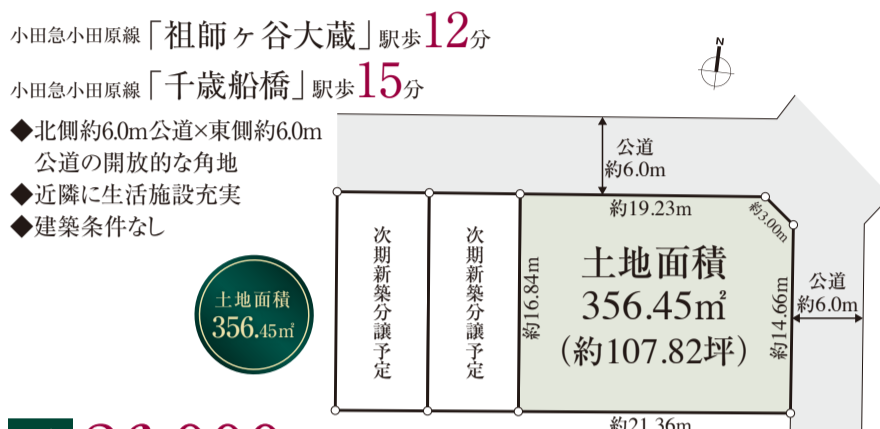 小田急小田原線「祖師ヶ谷大蔵」駅歩12分
小田急小田原線「千歳船橋」駅歩15分
◆北側約6.0m公道×東側約6.0m
公道の開放的な角地
◆近隣に生活施設充実
◆建築条件なし
土地面積
356.45㎡
N
公道
約6.0m
約19.23m
約3.00m
次期新築分譲予定
次期新築分譲予定
約16.84m
土地面積
356.45㎡
(約107.82坪)
約14.66m
公道
約6.0m
約21.36m